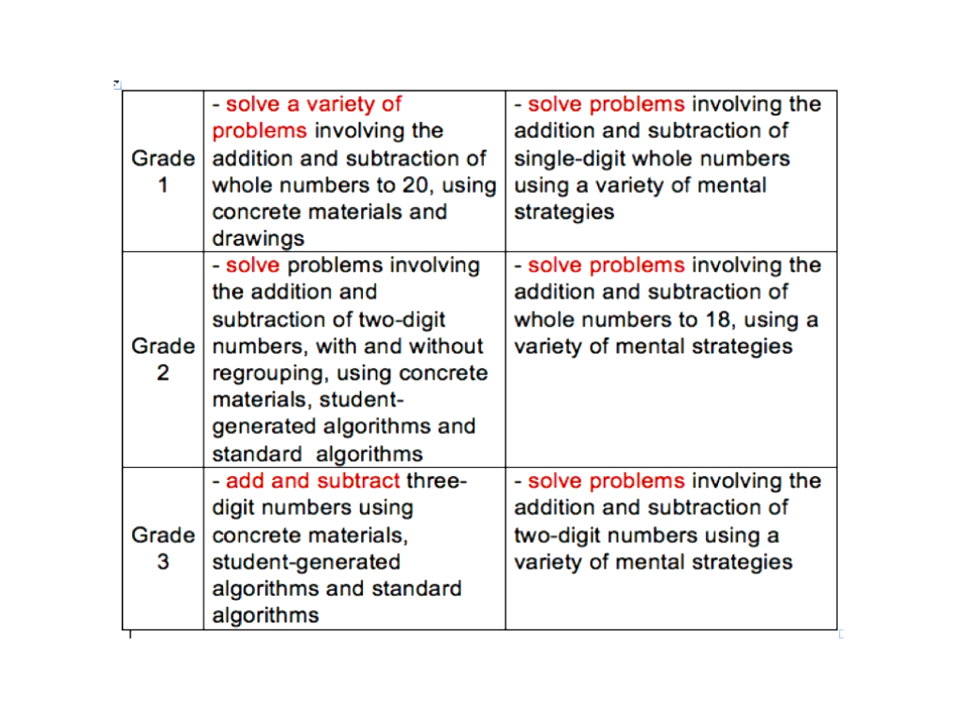 Grade
1
- solve a variety of
problems involving the
addition and subtraction of
whole numbers to 20, using
concrete materials and
drawings
- solve problems involving the
addition and subtraction of
single-digit whole numbers
using a variety of mental
strategies
Grade
2
- solve problems involving
the addition and
subtraction of two-digit
numbers, with and without
regrouping, using concrete
materials, student-
generated algorithms and
standard algorithms
- solve problems involving the
addition and subtraction of
whole numbers to 18, using a
variety of mental strategies
Grade
3
- add and subtract three-
digit numbers using
concrete materials,
student-generated
algorithms and standard
algorithms
- solve problems involving the
addition and subtraction of
two-digit numbers using a
variety of mental strategies